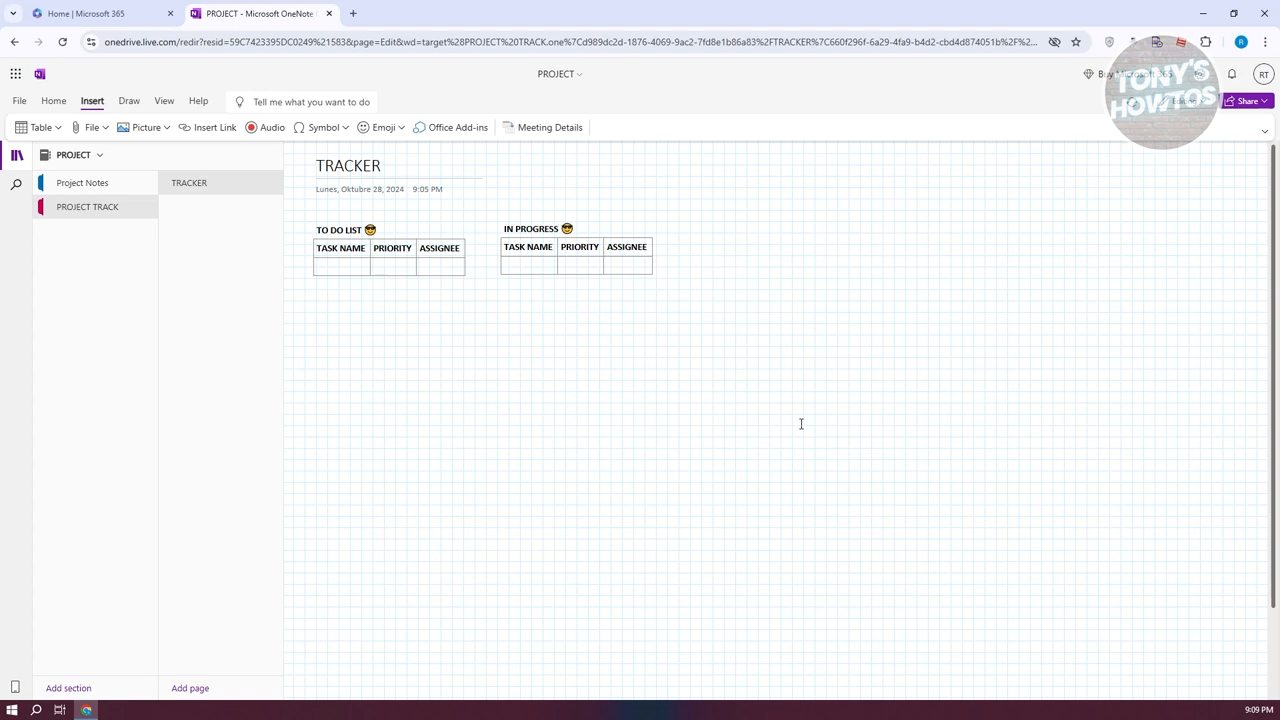 Home | Microsoft 365
PROJECT - Microsoft OneNote
onedrive.live.com/redir?resid=59C7423395DC0249%21583&page=Edit&wd=target%28PROJECT%20TRACK.one%7Cd989dc2d-1876-4069-9ac2-7fd8e1b86a83%2FTRACKER%7C660f296f-6a29-4fa9-b4d2-cbd4d874051b%2F%2...
R
PROJECT
Buy Microsoft 365
RT
TONY'S HOWTOS
File Home Insert Draw View Help Tell me what you want to do
Editing
Share
Table File Picture Insert Link Audio Symbol Emoji Office Add-ins Meeting Details
PROJECT
Project Notes
PROJECT TRACK
TRACKER
TRACKER
Lunes, Oktubre 28, 2024 9:05 PM
TO DO LIST 😎
TASK NAME PRIORITY ASSIGNEE
IN PROGRESS 😎
TASK NAME PRIORITY ASSIGNEE
Add section
Add page
9:09 PM